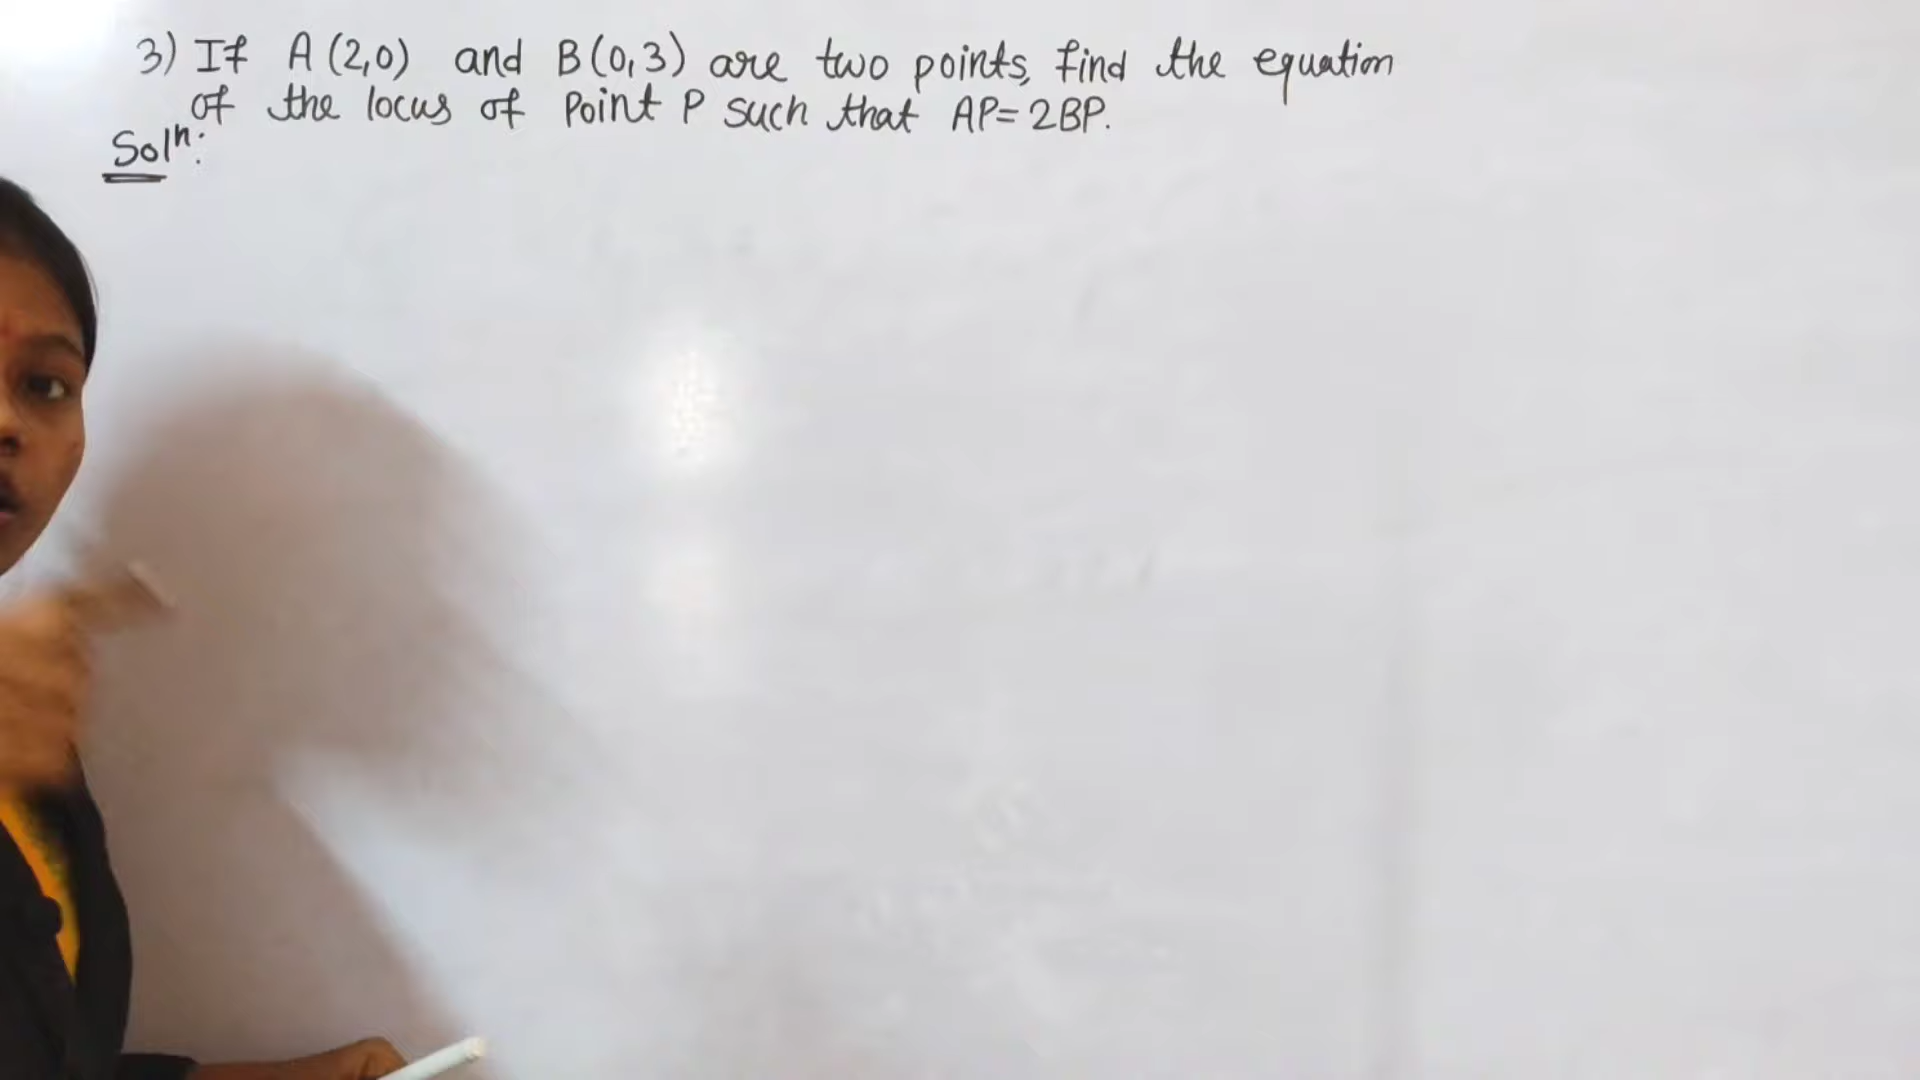 3) If A (2,0) and B (0,3) are two points, find the equation
of the locus of Point P such that AP=2BP.
Solⁿ: